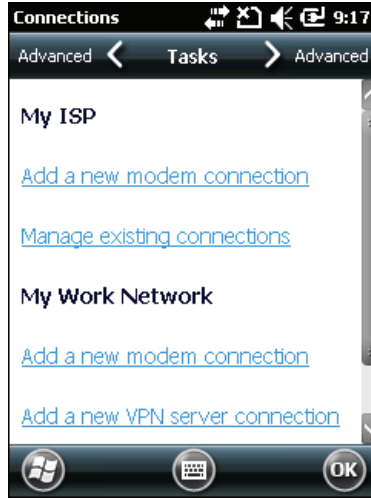 Connections 9:17
Advanced Tasks Advanced
My ISP
Add a new modem connection
Manage existing connections
My Work Network
Add a new modem connection
Add a new VPN server connection
OK